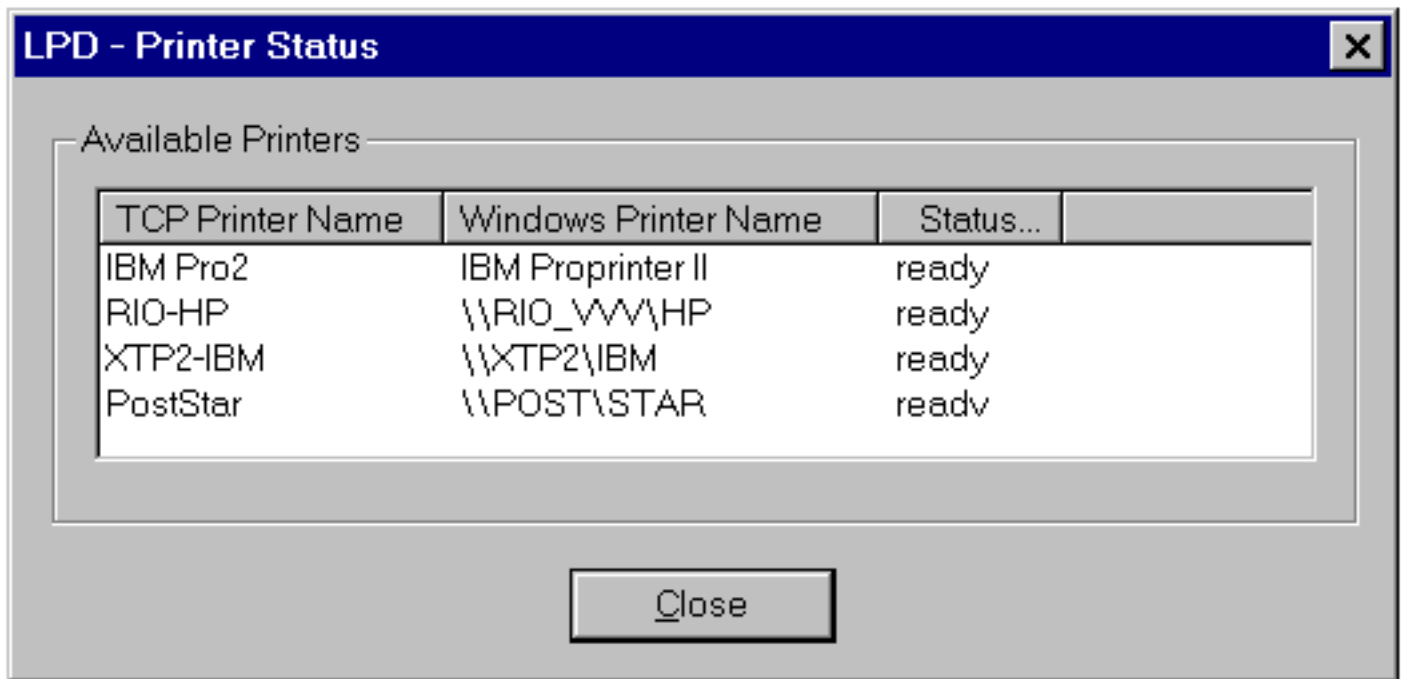 LPD - Printer Status
Available Printers
TCP Printer Name Windows Printer Name Status...
IBM Pro2 IBM Proprinter II ready
RIO-HP \\RIO_VVV\HP ready
XTP2-IBM \\XTP2\IBM ready
PostStar \\POST\STAR ready
Close